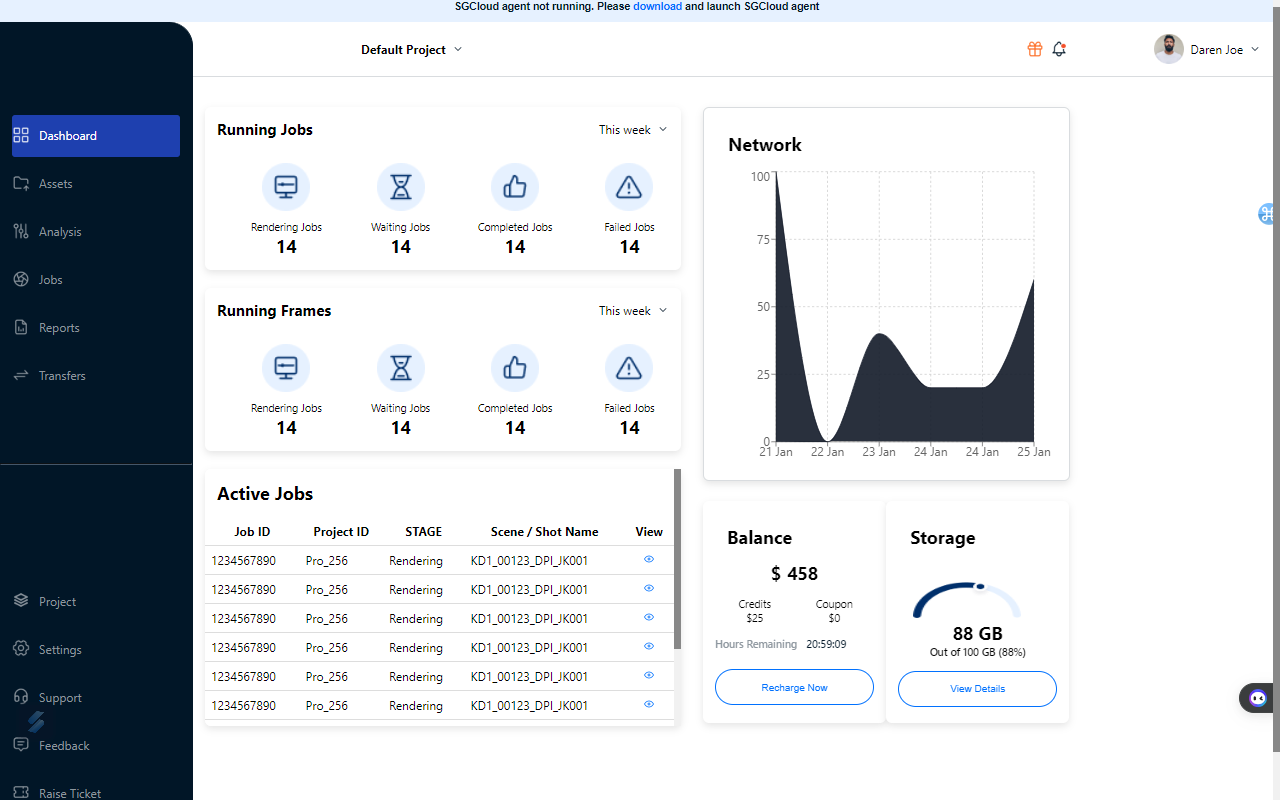 SGCloud agent not running. Please download and launch SGCloud agent
Default Project
Daren Joe
Dashboard
Assets
Analysis
Jobs
Reports
Transfers
Project
Settings
Support
Feedback
Raise Ticket
Running Jobs
This week
Rendering Jobs Waiting Jobs Completed Jobs Failed Jobs
14 14 14 14
Running Frames
This week
Rendering Jobs Waiting Jobs Completed Jobs Failed Jobs
14 14 14 14
Active Jobs
Job ID Project ID STAGE Scene / Shot Name View
1234567890 Pro_256 Rendering KD1_00123_DPI_JK001
1234567890 Pro_256 Rendering KD1_00123_DPI_JK001
1234567890 Pro_256 Rendering KD1_00123_DPI_JK001
1234567890 Pro_256 Rendering KD1_00123_DPI_JK001
1234567890 Pro_256 Rendering KD1_00123_DPI_JK001
1234567890 Pro_256 Rendering KD1_00123_DPI_JK001
Network
100
75
50
25
0
21 Jan 22 Jan 23 Jan 24 Jan 24 Jan 25 Jan
Balance
$ 458
Credits Coupon
$25 $0
Hours Remaining 20:59:09
Recharge Now
Storage
88 GB
Out of 100 GB (88%)
View Details